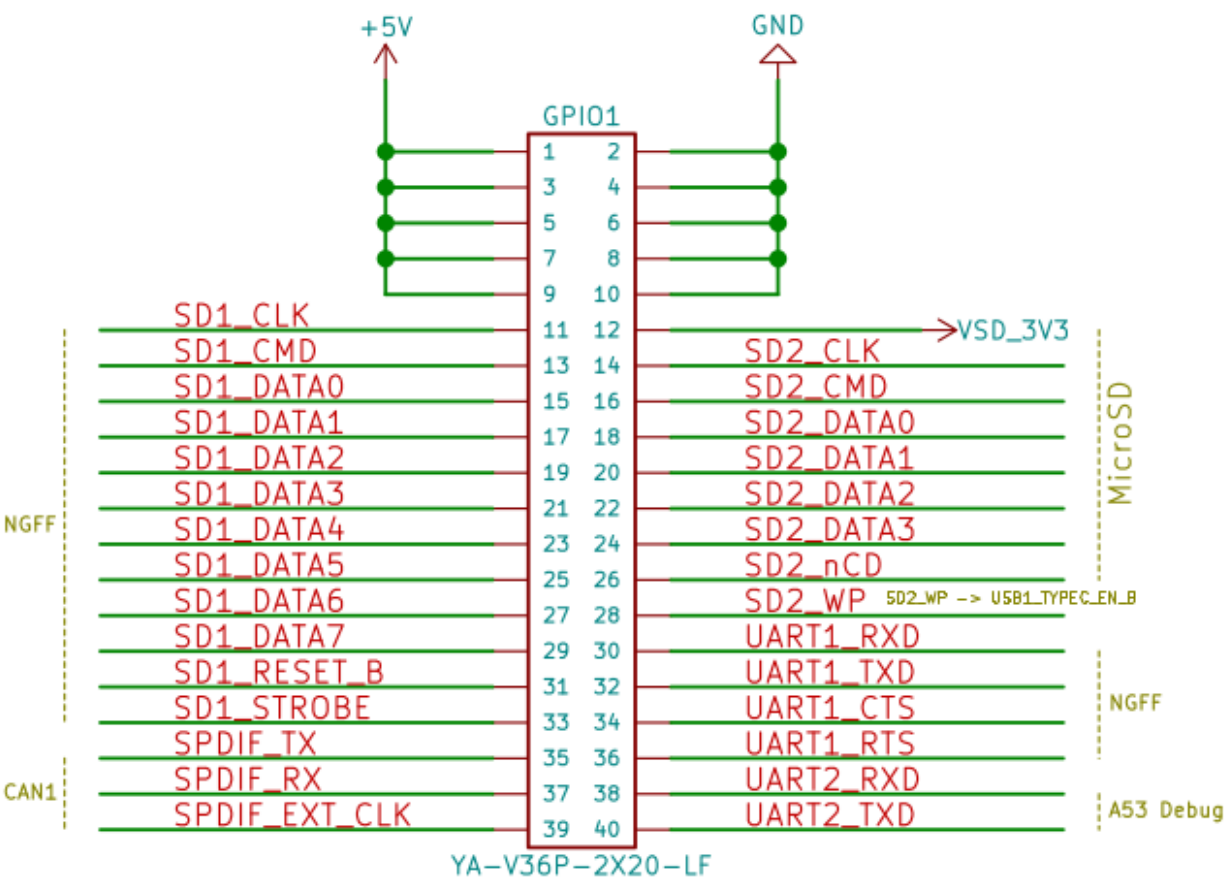 +5V
GND
GPIO1
1 2
3 4
5 6
7 8
9 10
SD1_CLK 11 12 VSD_3V3
SD1_CMD 13 14 SD2_CLK
SD1_DATA0 15 16 SD2_CMD
SD1_DATA1 17 18 SD2_DATA0
SD1_DATA2 19 20 SD2_DATA1
SD1_DATA3 21 22 SD2_DATA2
SD1_DATA4 23 24 SD2_DATA3
SD1_DATA5 25 26 SD2_nCD
SD1_DATA6 27 28 SD2_WP SD2_WP -> USB1_TYPEC_EN_B
SD1_DATA7 29 30 UART1_RXD
SD1_RESET_B 31 32 UART1_TXD
SD1_STROBE 33 34 UART1_CTS
SPDIF_TX 35 36 UART1_RTS
SPDIF_RX 37 38 UART2_RXD
SPDIF_EXT_CLK 39 40 UART2_TXD
NGFF
CAN1
MicroSD
NGFF
A53 Debug
YA-V36P-2X20-LF